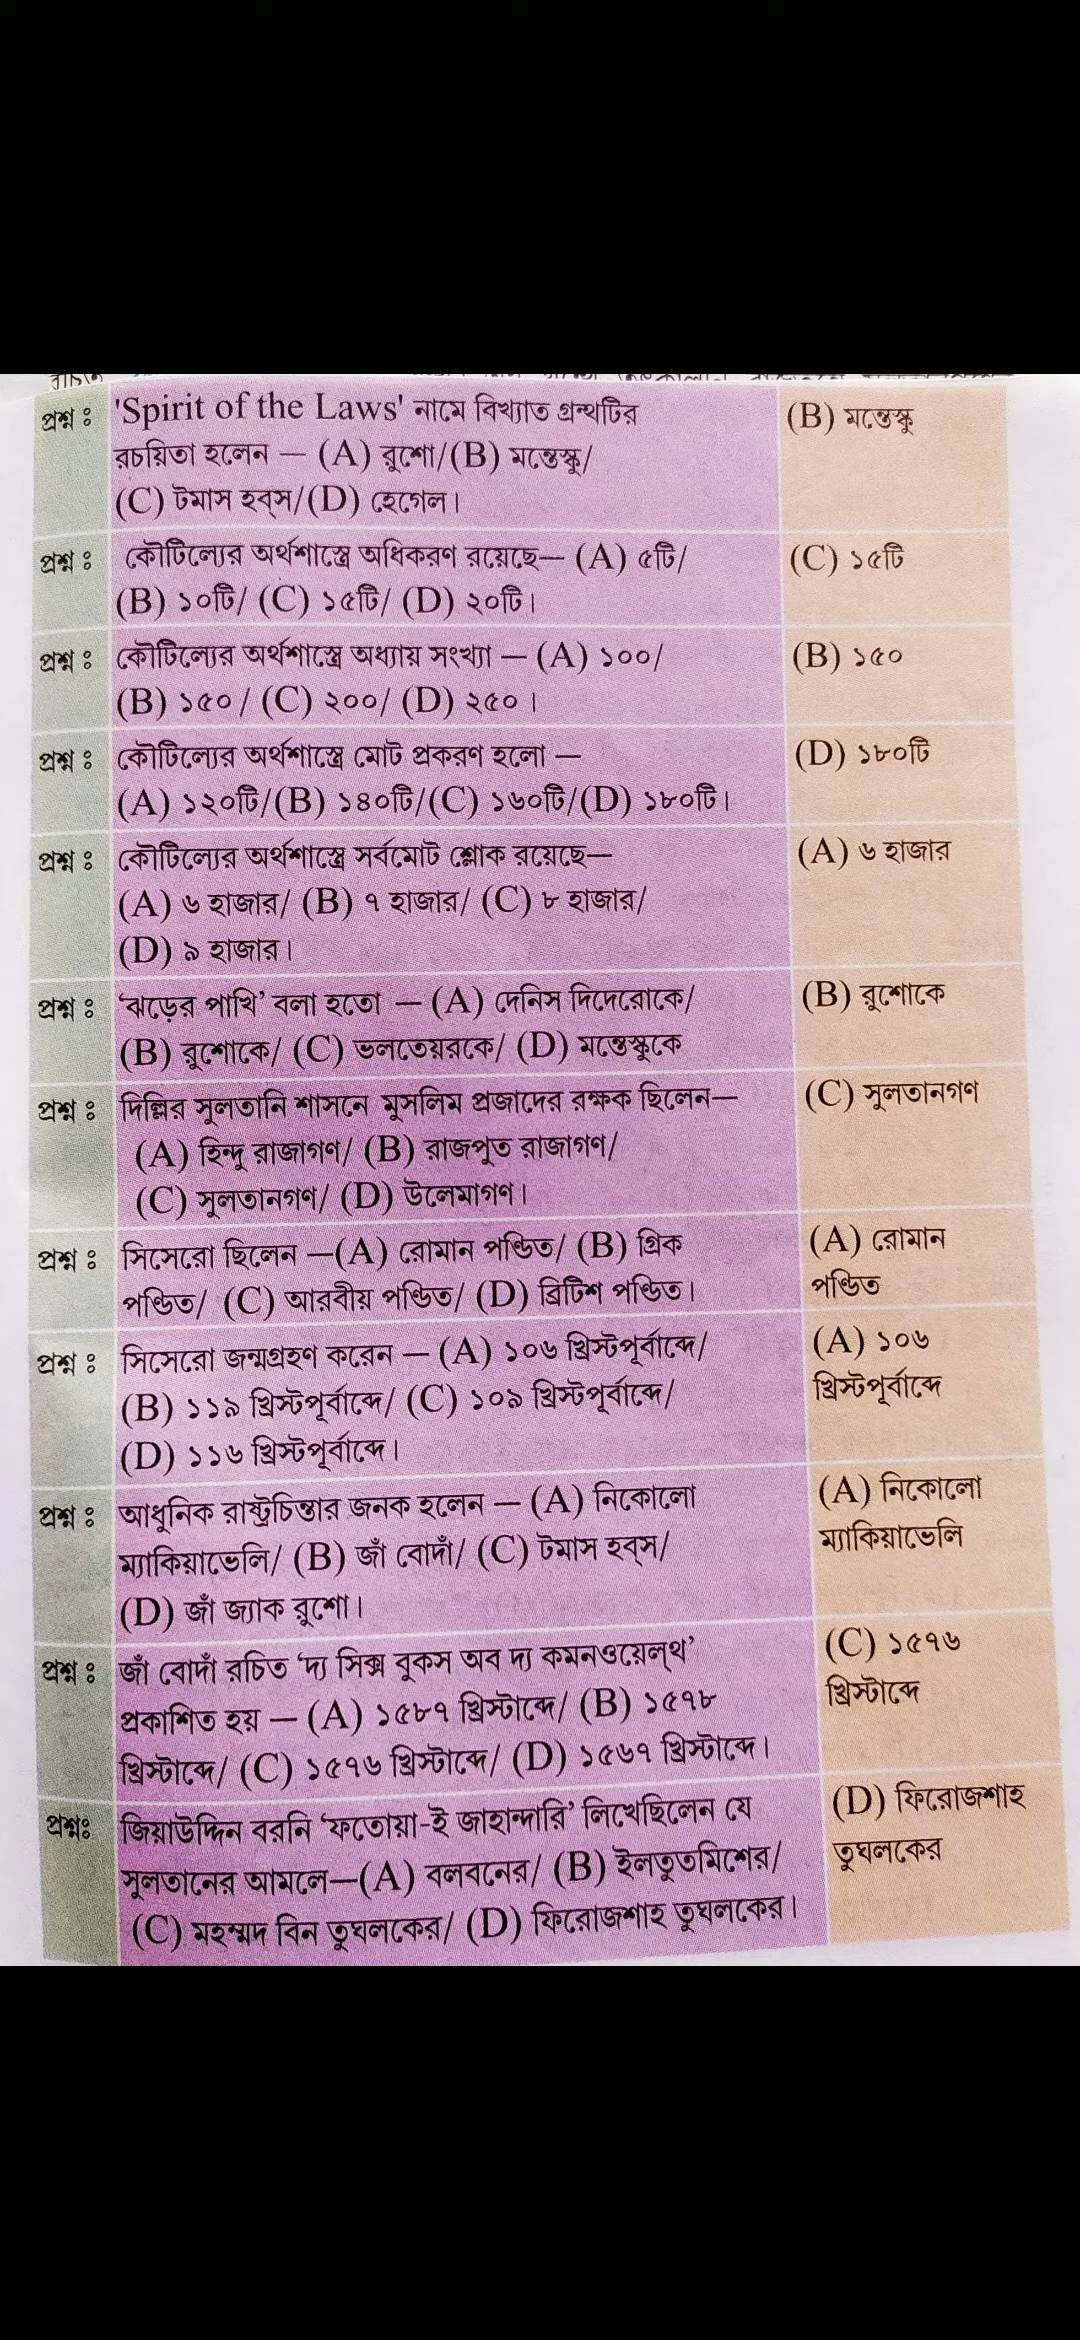 প্রশ্ন ঃ 'Spirit of the Laws' নামে বিখ্যাত গ্রন্থটির (B) মন্তেস্কু
রচয়িতা হলেন — (A) রুশো/(B) মন্তেস্কু/
(C) টমাস হব্‌স/(D) হেগেল।
প্রশ্ন ঃ কৌটিল্যের অর্থশাস্ত্রে অধিকরণ রয়েছে— (A) ৫টি/ (C) ১৫টি
(B) ১০টি/ (C) ১৫টি/ (D) ২০টি।
প্রশ্ন ঃ কৌটিল্যের অর্থশাস্ত্রে অধ্যায় সংখ্যা — (A) ১০০/ (B) ১৫০
(B) ১৫০ / (C) ২০০/ (D) ২৫০ ।
প্রশ্ন ঃ কৌটিল্যের অর্থশাস্ত্রে মোট প্রকরণ হলো — (D) ১৮০টি
(A) ১২০টি/(B) ১৪০টি/(C) ১৬০টি/(D) ১৮০টি।
প্রশ্ন ঃ কৌটিল্যের অর্থশাস্ত্রে সর্বমোট শ্লোক রয়েছে— (A) ৬ হাজার
(A) ৬ হাজার/ (B) ৭ হাজার/ (C) ৮ হাজার/
(D) ৯ হাজার।
প্রশ্ন ঃ 'ঝড়ের পাখি' বলা হতো — (A) দেনিস দিদেরোকে/ (B) রুশোকে
(B) রুশোকে/ (C) ভলতেয়রকে/ (D) মন্তেস্কুকে
প্রশ্ন ঃ দিল্লির সুলতানি শাসনে মুসলিম প্রজাদের রক্ষক ছিলেন— (C) সুলতানগণ
(A) হিন্দু রাজাগণ/ (B) রাজপুত রাজাগণ/
(C) সুলতানগণ/ (D) উলেমাগণ।
প্রশ্ন ঃ সিসেরো ছিলেন —(A) রোমান পণ্ডিত/ (B) গ্রিক (A) রোমান
পণ্ডিত/ (C) আরবীয় পণ্ডিত/ (D) ব্রিটিশ পণ্ডিত। পণ্ডিত
প্রশ্ন ঃ সিসেরো জন্মগ্রহণ করেন — (A) ১০৬ খ্রিস্টপূর্বাব্দে/ (A) ১০৬
(B) ১১৯ খ্রিস্টপূর্বাব্দে/ (C) ১০৯ খ্রিস্টপূর্বাব্দে/ খ্রিস্টপূর্বাব্দে
(D) ১১৬ খ্রিস্টপূর্বাব্দে।
প্রশ্ন ঃ আধুনিক রাষ্ট্রচিন্তার জনক হলেন — (A) নিকোলো (A) নিকোলো
ম্যাকিয়াভেলি/ (B) জাঁ বোদাঁ/ (C) টমাস হব্‌স/ ম্যাকিয়াভেলি
(D) জাঁ জ্যাক রুশো।
প্রশ্ন ঃ জাঁ বোদাঁ রচিত 'দ্য সিক্স বুকস অব দ্য কমনওয়েল্‌থ' (C) ১৫৭৬
প্রকাশিত হয় — (A) ১৫৮৭ খ্রিস্টাব্দে/ (B) ১৫৭৮ খ্রিস্টাব্দে
খ্রিস্টাব্দে/ (C) ১৫৭৬ খ্রিস্টাব্দে/ (D) ১৫৬৭ খ্রিস্টাব্দে।
প্রশ্নঃ জিয়াউদ্দিন বরনি 'ফতোয়া-ই জাহান্দারি' লিখেছিলেন যে (D) ফিরোজশাহ
সুলতানের আমলে—(A) বলবনের/ (B) ইলতুতমিশের/ তুঘলকের
(C) মহম্মদ বিন তুঘলকের/ (D) ফিরোজশাহ তুঘলকের।